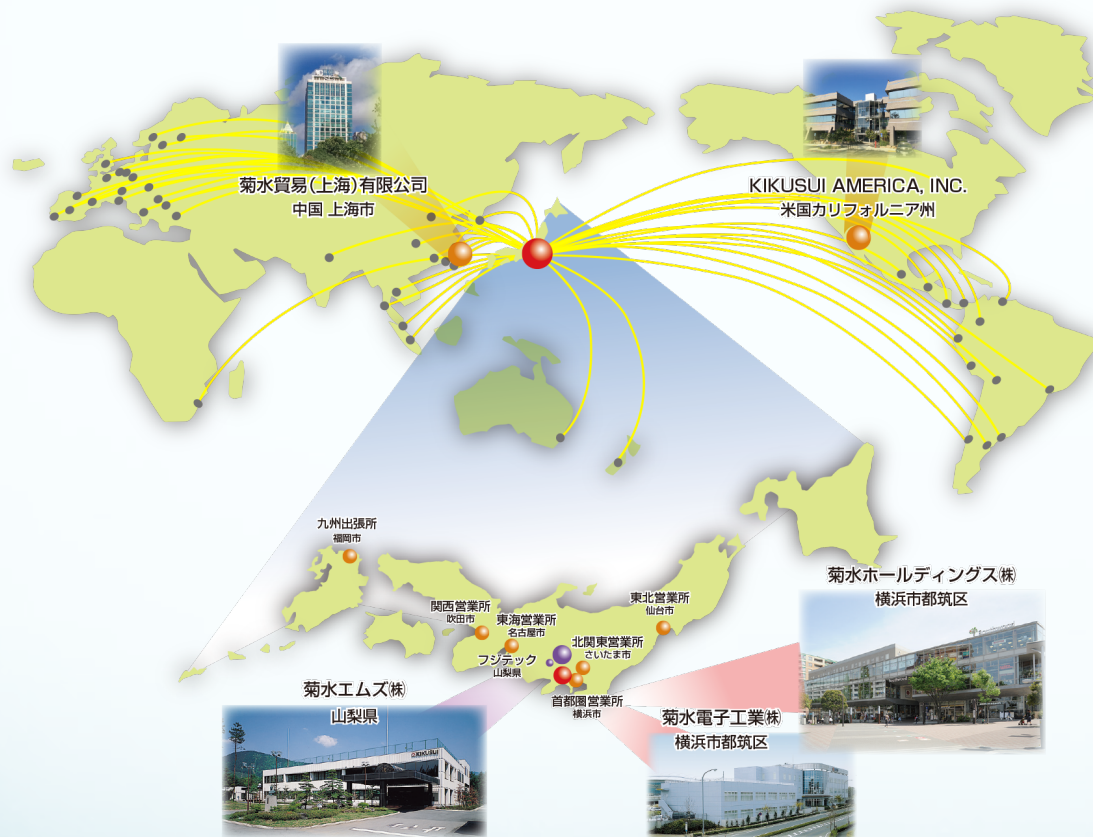 菊水貿易(上海)有限公司
中国 上海市
KIKUSUI AMERICA, INC.
米国カリフォルニア州
九州出張所
福岡市
関西営業所
吹田市
東海営業所
名古屋市
フジテック
山梨県
北関東営業所
さいたま市
東北営業所
仙台市
首都圏営業所
横浜市
菊水ホールディングス㈱
横浜市都筑区
菊水エムズ㈱
山梨県
KIKUSUI
菊水電子工業㈱
横浜市都筑区